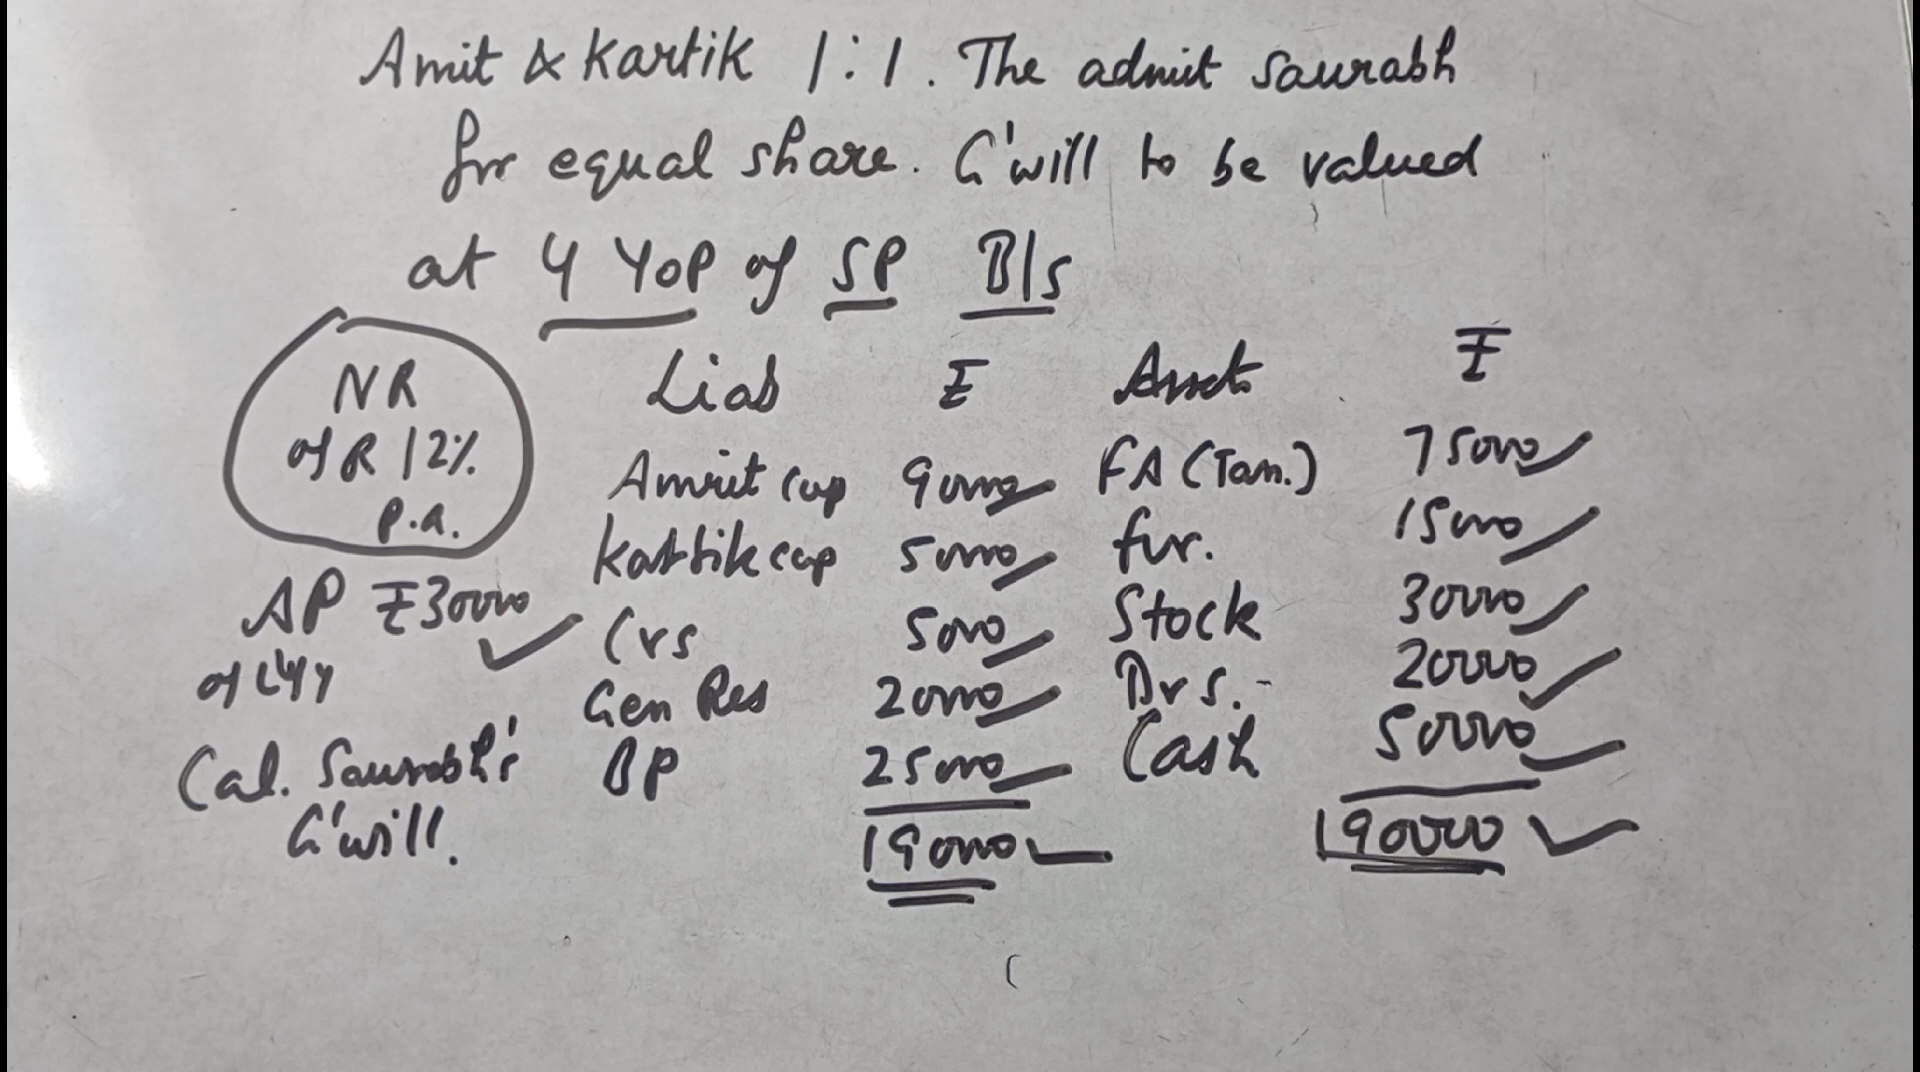 Amit & Kartik 1:1. The admit Saurabh
for equal share. G'will to be valued
at 4 YoP of SP B/s
NR
of R 12%
p.a.
AP ₹30000
of L4Y
Cal. Saurabh's
G'will.
Liab ₹ Asset ₹
Amit cap 90000 FA (Tan.) 75000
Kartik cap 50000 fur. 15000
Crs 5000 Stock 30000
Gen Res 20000 Drs. 20000
BP 25000 Cash 50000
190000 190000